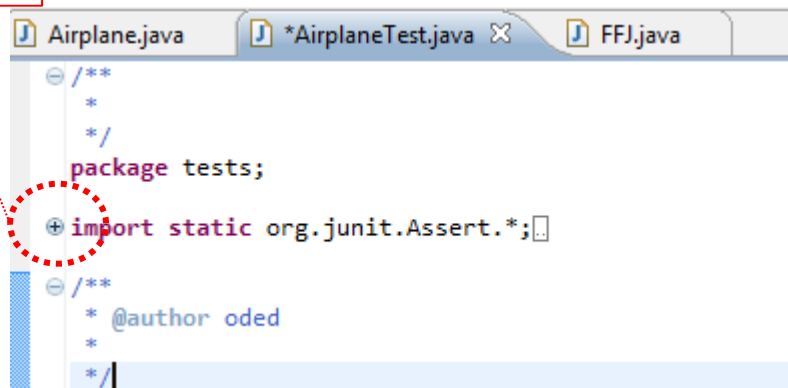 Airplane.java *AirplaneTest.java FFJ.java
/**
*
*/
package tests;
import static org.junit.Assert.*;
/**
* @author oded
*
*/